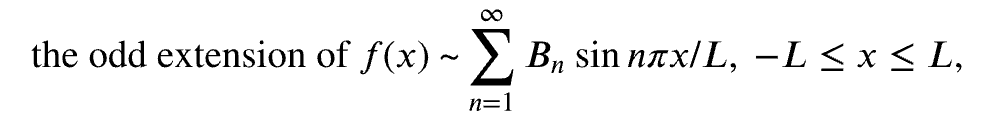 the odd extension of f(x) ~ ∑_{n=1}^{∞} B_n sin nπx/L, −L ≤ x ≤ L,